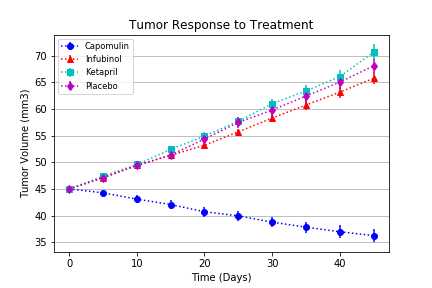 Tumor Response to Treatment
Capomulin
Infubinol
Ketapril
Placebo
70
65
60
55
50
45
40
35
Tumor Volume (mm3)
0 10 20 30 40
Time (Days)